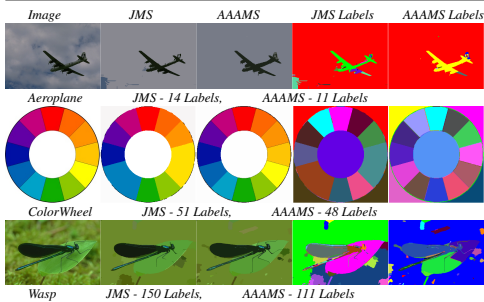 Image JMS AAAMS JMS Labels AAAMS Labels
Aeroplane JMS - 14 Labels, AAAMS - 11 Labels
ColorWheel JMS - 51 Labels, AAAMS - 48 Labels
Wasp JMS - 150 Labels, AAAMS - 111 Labels